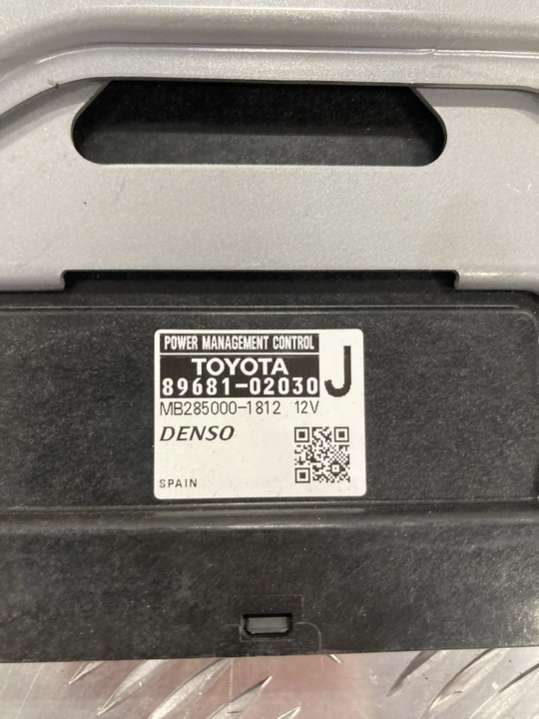 POWER MANAGEMENT CONTROL
TOYOTA
89681-02030 J
MB285000-1812 12V
DENSO
SPAIN